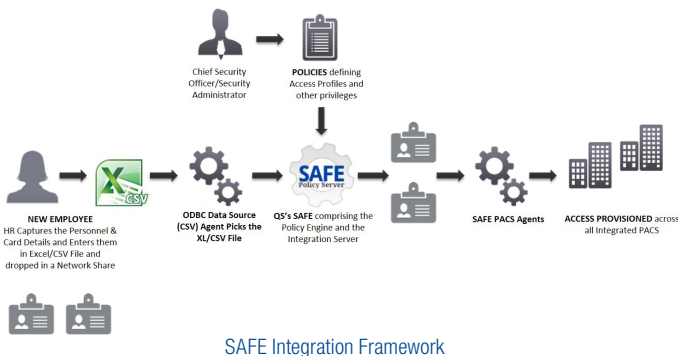 Chief Security
Officer/Security
Administrator
POLICIES defining
Access Profiles and
other privileges
X
CSV
SAFE
Policy Server
NEW EMPLOYEE
HR Captures the Personnel &
Card Details and Enters them
in Excel/CSV File and
dropped in a Network Share
ODBC Data Source
(CSV) Agent Picks the
XL/CSV File
QS's SAFE comprising the
Policy Engine and the
Integration Server
SAFE PACS Agents
ACCESS PROVISIONED across
all Integrated PACS
SAFE Integration Framework